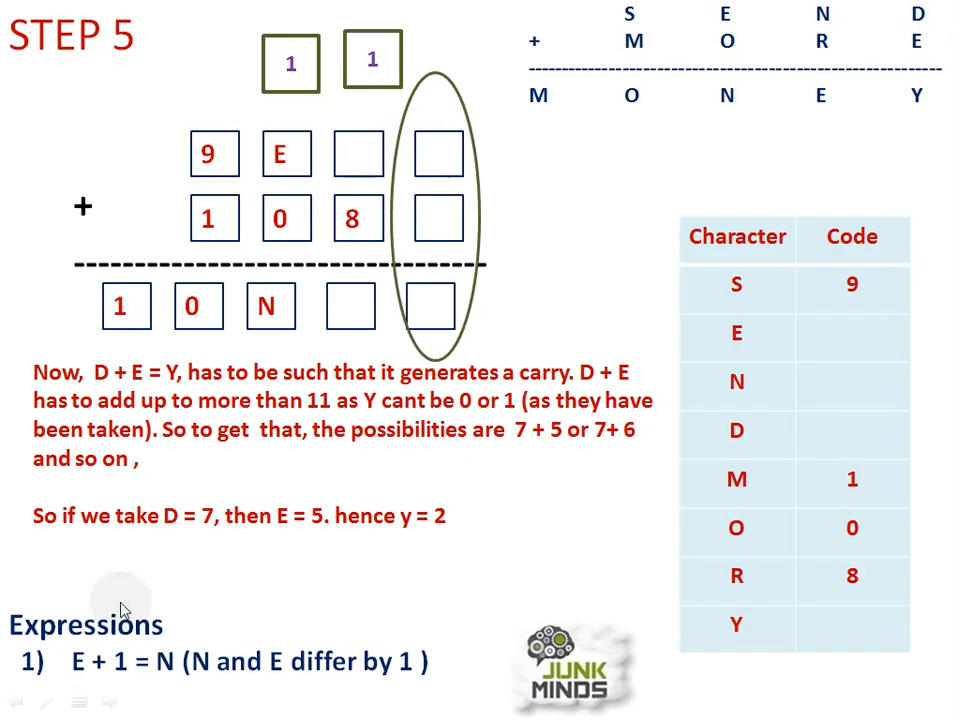 STEP 5
S E N D
+ M O R E
--------------------------------------------
M O N E Y
1 1
9 E
+ 1 0 8
--------------------------------
1 0 N
Now, D + E = Y, has to be such that it generates a carry. D + E
has to add up to more than 11 as Y cant be 0 or 1 (as they have
been taken). So to get that, the possibilities are 7 + 5 or 7+ 6
and so on ,
So if we take D = 7, then E = 5. hence y = 2
Expressions
1) E + 1 = N (N and E differ by 1 )
Character Code
S 9
E
N
D
M 1
O 0
R 8
Y
JUNK
MINDS